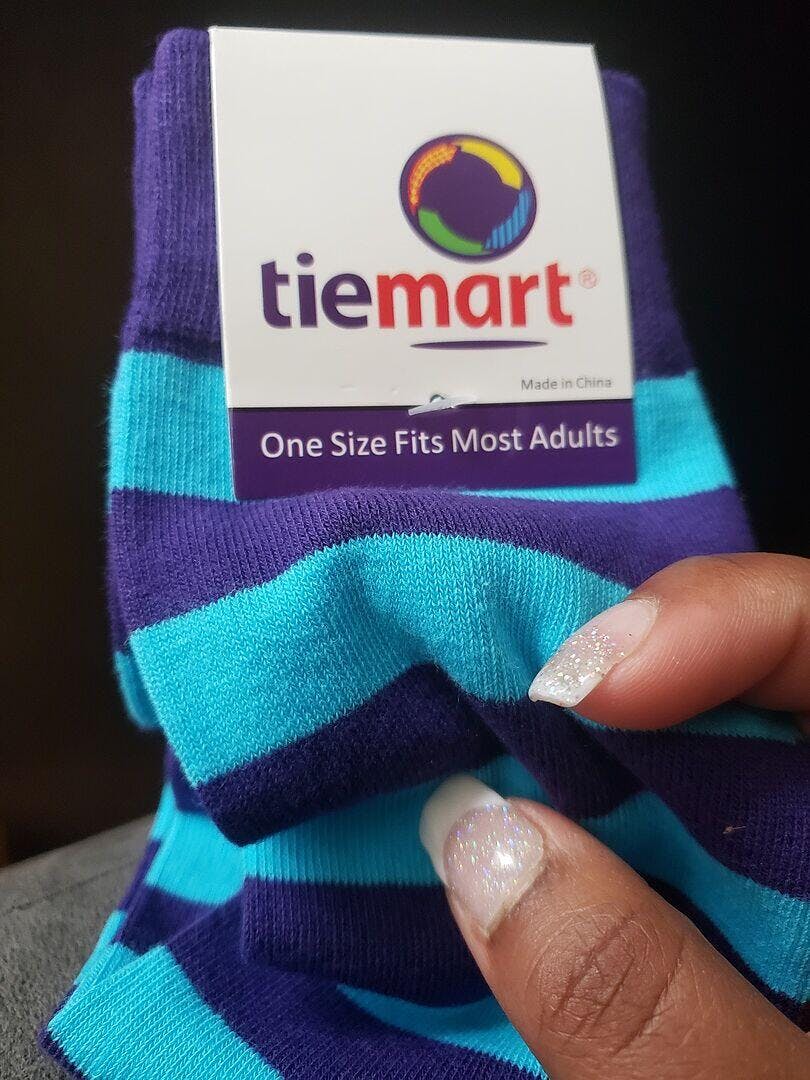 tiemart®
Made in China
One Size Fits Most Adults